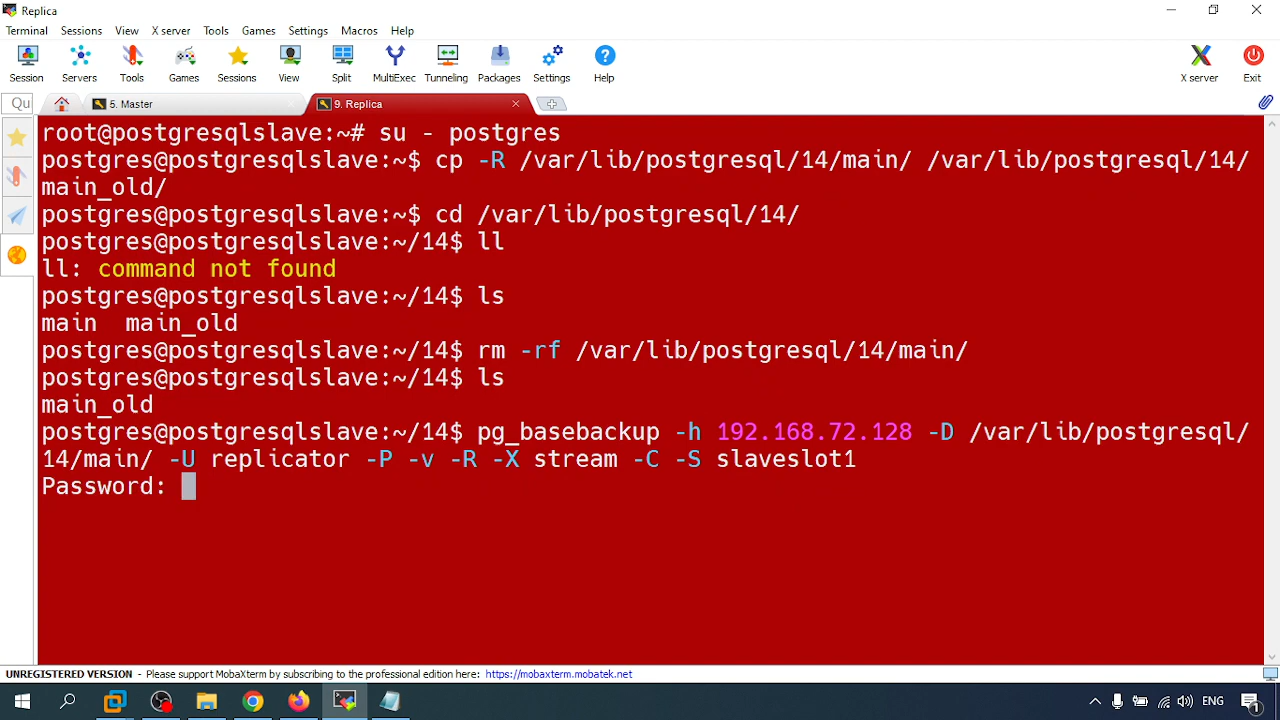 Replica
Terminal Sessions View X server Tools Games Settings Macros Help
Session Servers Tools Games Sessions View Split MultiExec Tunneling Packages Settings Help X server Exit
Qu 5. Master 9. Replica
root@postgresqlslave:~# su - postgres
postgres@postgresqlslave:~$ cp -R /var/lib/postgresql/14/main/ /var/lib/postgresql/14/
main_old/
postgres@postgresqlslave:~$ cd /var/lib/postgresql/14/
postgres@postgresqlslave:~/14$ ll
ll: command not found
postgres@postgresqlslave:~/14$ ls
main  main_old
postgres@postgresqlslave:~/14$ rm -rf /var/lib/postgresql/14/main/
postgres@postgresqlslave:~/14$ ls
main_old
postgres@postgresqlslave:~/14$ pg_basebackup -h 192.168.72.128 -D /var/lib/postgresql/
14/main/ -U replicator -P -v -R -X stream -C -S slaveslot1
Password:
UNREGISTERED VERSION - Please support MobaXterm by subscribing to the professional edition here: https://mobaxterm.mobatek.net
ENG 1